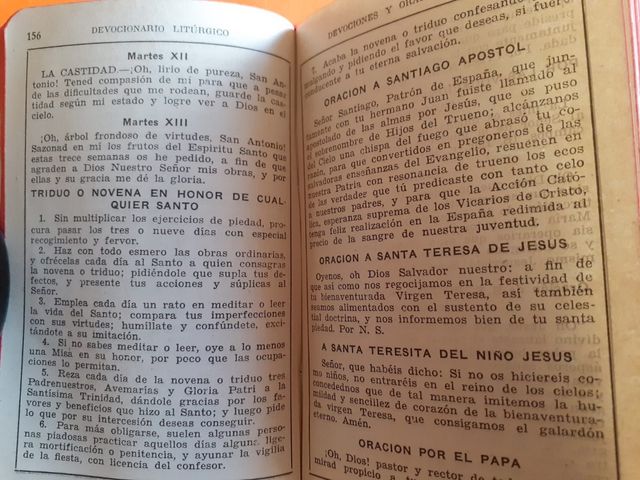 156 DEVOCIONARIO LITÚRGICO
Martes XII
LA CASTIDAD.—¡Oh, lirio de pureza, San An-
tonio! Tened compasión de mi para que a pesar
de las dificultades que me rodean, guarde la cas-
tidad según mi estado y logre ver a Dios en el
cielo.
Martes XIII
¡Oh, árbol frondoso de virtudes, San Antonio!
Sazonad en mí los frutos del Espíritu Santo que
estas trece semanas os he pedido, a fin de que
agraden a Dios Nuestro Señor mis obras, y por
ellas y su gracia me dé la gloria.
TRIDUO O NOVENA EN HONOR DE CUAL-
QUIER SANTO
1. Sin multiplicar los ejercicios de piedad, pro-
cura pasar los tres o nueve días con especial
recogimiento y fervor.
2. Haz con todo esmero las obras ordinarias,
y ofrécelas cada día al Santo a quien consagras
la novena o triduo; pidiéndole que supla tus de-
fectos, y presente tus acciones y súplicas al
Señor.
3. Emplea cada día un rato en meditar o leer
la vida del Santo; compara tus imperfecciones
con sus virtudes; humíllate y confúndete, exci-
tándote a su imitación.
4. Si no sabes meditar o leer, oye a lo menos
una Misa en su honor, por poco que las ocupa-
ciones lo permitan.
5. Reza cada día de la novena o triduo tres
Padrenuestros, Avemarías y Gloria Patri a la
Santísima Trinidad, dándole gracias por los fa-
vores y beneficios que hizo al Santo; y luego pide
lo que por su intercesión deseas conseguir.
6. Para más obligarse, suelen algunas perso-
nas piadosas practicar aquellos días alguna lige-
ra mortificación o penitencia, y ayunar la vigilia
de la fiesta, con licencia del confesor.
DEVOCIONES Y
7. Acaba la novena o triduo confesando
mulgando y pidiendo el favor que deseas, si fuere
conducente a tu eterna salvación.
ORACION A SANTIAGO APOSTOL
Señor Santiago, Patrón de España, que jun-
tamente con tu hermano Juan fuiste llamado al
apostolado de las almas por Jesús, que os puso
el sobrenombre de Hijos del Trueno; alcánzanos
del Cielo una chispa del fuego que abrasó tu co-
razón, para que convertidos en pregoneros de las
salvadoras enseñanzas del Evangelio, resuenen en
nuestra Patria con resonancia de trueno los ecos
de las verdades que tú predicaste con tanto celo
a nuestros padres, y para que la Acción Cató-
lica, esperanza suprema de los Vicarios de Cristo,
tenga feliz realización en la España redimida al
precio de la sangre de nuestra juventud.
ORACION A SANTA TERESA DE JESUS
Oyenos, oh Dios Salvador nuestro: a fin de
que así como nos regocijamos en la festividad de
tu bienaventurada Virgen Teresa, así también
seamos alimentados con el sustento de su celes-
tial doctrina, y nos informemos bien de tu santa
piedad. Por N. S.
A SANTA TERESITA DEL NIÑO JESUS
Señor, que habéis dicho: Si no os hiciereis co-
mo niños, no entraréis en el reino de los cielos;
concedednos que de tal manera imitemos la hu-
mildad y sencillez de corazón de la bienaventura-
da virgen Teresa, que consigamos el galardón
eterno. Amén.
ORACION POR EL PAPA
¡Oh, Dios! pastor y rector de
mirad propicio a